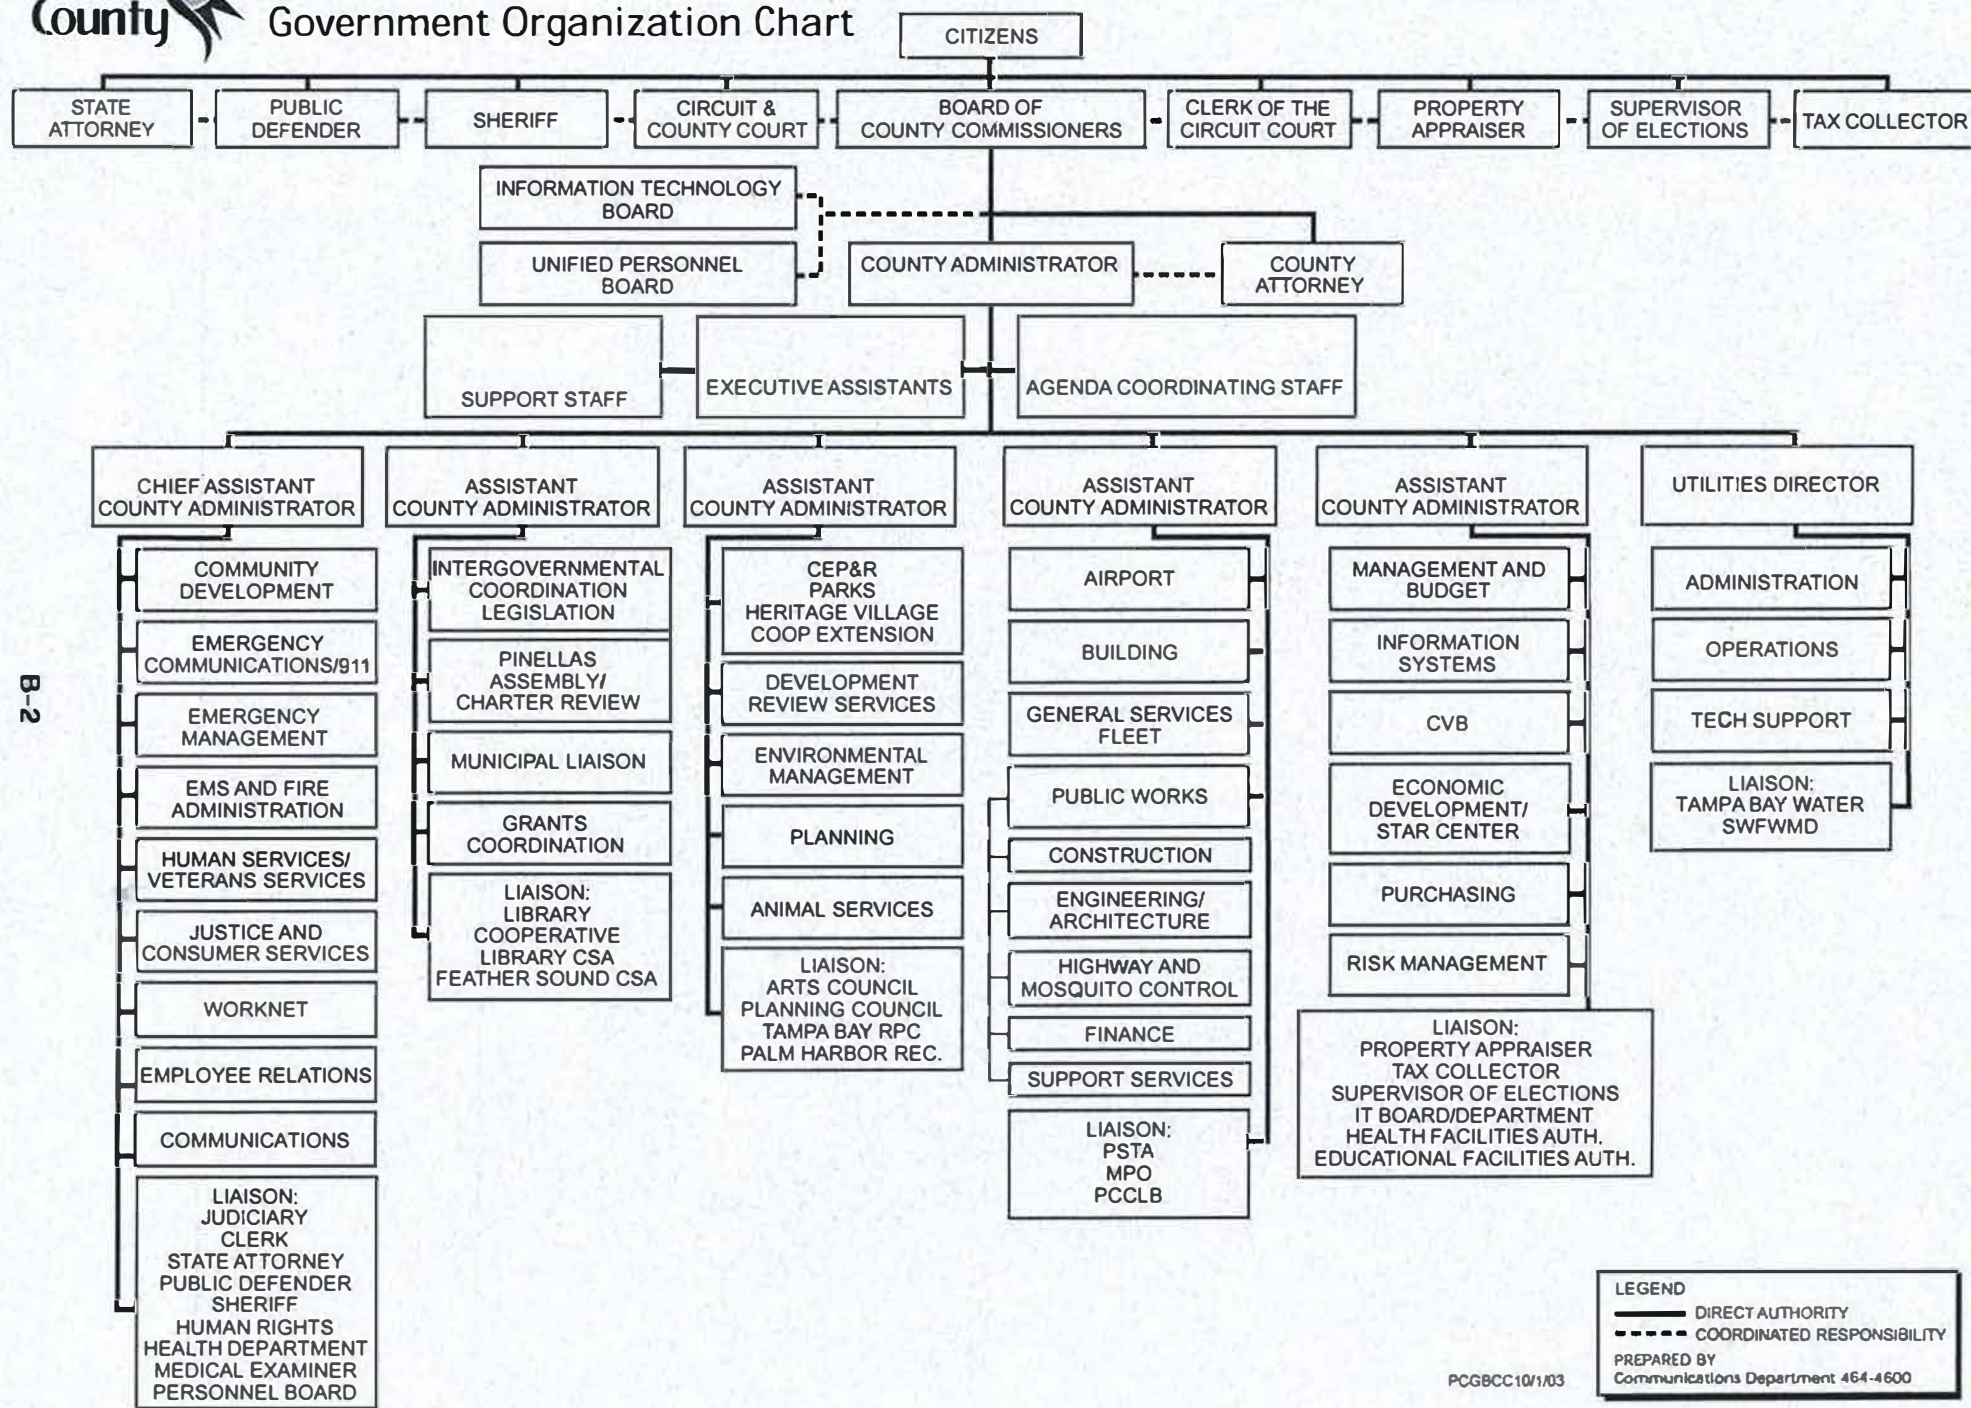 County
Government Organization Chart
CITIZENS
STATE
ATTORNEY
PUBLIC
DEFENDER
SHERIFF
CIRCUIT &
COUNTY COURT
BOARD OF
COUNTY COMMISSIONERS
CLERK OF THE
CIRCUIT COURT
PROPERTY
APPRAISER
SUPERVISOR
OF ELECTIONS
TAX COLLECTOR
INFORMATION TECHNOLOGY
BOARD
UNIFIED PERSONNEL
BOARD
COUNTY ADMINISTRATOR
COUNTY
ATTORNEY
SUPPORT STAFF
EXECUTIVE ASSISTANTS
AGENDA COORDINATING STAFF
CHIEF ASSISTANT
COUNTY ADMINISTRATOR
COMMUNITY
DEVELOPMENT
EMERGENCY
COMMUNICATIONS/911
EMERGENCY
MANAGEMENT
EMS AND FIRE
ADMINISTRATION
HUMAN SERVICES/
VETERANS SERVICES
JUSTICE AND
CONSUMER SERVICES
WORKNET
EMPLOYEE RELATIONS
COMMUNICATIONS
LIAISON:
JUDICIARY
CLERK
STATE ATTORNEY
PUBLIC DEFENDER
SHERIFF
HUMAN RIGHTS
HEALTH DEPARTMENT
MEDICAL EXAMINER
PERSONNEL BOARD
ASSISTANT
COUNTY ADMINISTRATOR
INTERGOVERNMENTAL
COORDINATION
LEGISLATION
PINELLAS
ASSEMBLY/
CHARTER REVIEW
MUNICIPAL LIAISON
GRANTS
COORDINATION
LIAISON:
LIBRARY
COOPERATIVE
LIBRARY CSA
FEATHER SOUND CSA
ASSISTANT
COUNTY ADMINISTRATOR
CEP&R
PARKS
HERITAGE VILLAGE
COOP EXTENSION
DEVELOPMENT
REVIEW SERVICES
ENVIRONMENTAL
MANAGEMENT
PLANNING
ANIMAL SERVICES
LIAISON:
ARTS COUNCIL
PLANNING COUNCIL
TAMPA BAY RPC
PALM HARBOR REC.
ASSISTANT
COUNTY ADMINISTRATOR
AIRPORT
BUILDING
GENERAL SERVICES
FLEET
PUBLIC WORKS
CONSTRUCTION
ENGINEERING/
ARCHITECTURE
HIGHWAY AND
MOSQUITO CONTROL
FINANCE
SUPPORT SERVICES
LIAISON:
PSTA
MPO
PCCLB
ASSISTANT
COUNTY ADMINISTRATOR
MANAGEMENT AND
BUDGET
INFORMATION
SYSTEMS
CVB
ECONOMIC
DEVELOPMENT/
STAR CENTER
PURCHASING
RISK MANAGEMENT
LIAISON:
PROPERTY APPRAISER
TAX COLLECTOR
SUPERVISOR OF ELECTIONS
IT BOARD/DEPARTMENT
HEALTH FACILITIES AUTH.
EDUCATIONAL FACILITIES AUTH.
UTILITIES DIRECTOR
ADMINISTRATION
OPERATIONS
TECH SUPPORT
LIAISON:
TAMPA BAY WATER
SWFWMD
B-2
LEGEND
DIRECT AUTHORITY
COORDINATED RESPONSIBILITY
PREPARED BY
Communications Department 464-4600
PCGBCC10/1/03